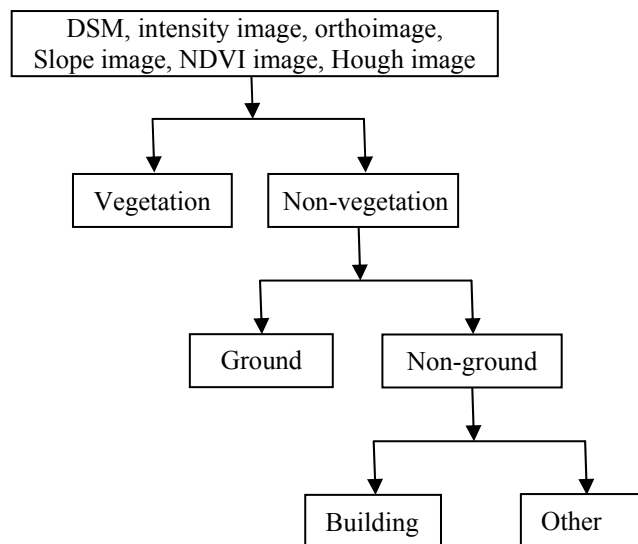 DSM, intensity image, orthoimage,
Slope image, NDVI image, Hough image
Vegetation
Non-vegetation
Ground
Non-ground
Building
Other